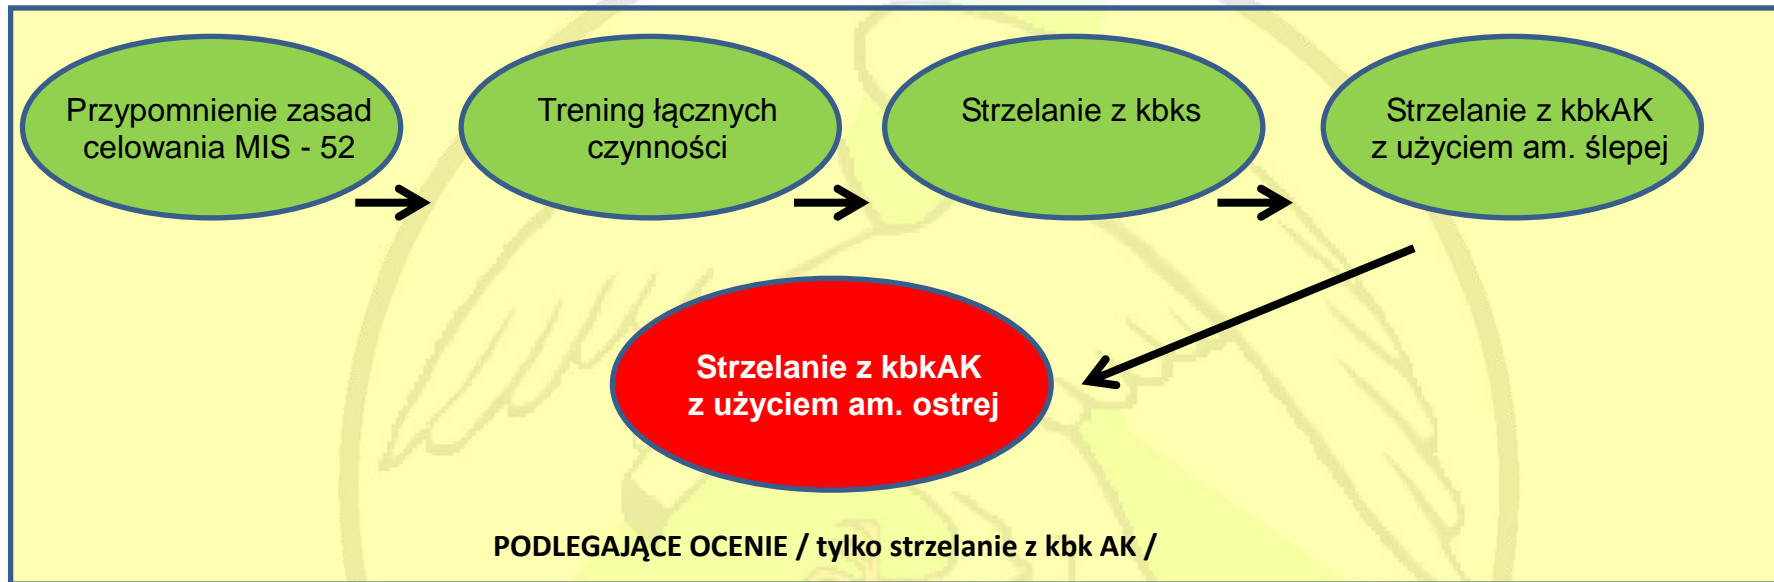 Przypomnienie zasad
celowania MIS - 52
Trening łącznych
czynności
Strzelanie z kbks
Strzelanie z kbkAK
z użyciem am. ślepej
Strzelanie z kbkAK
z użyciem am. ostrej
PODLEGAJĄCE OCENIE / tylko strzelanie z kbk AK /